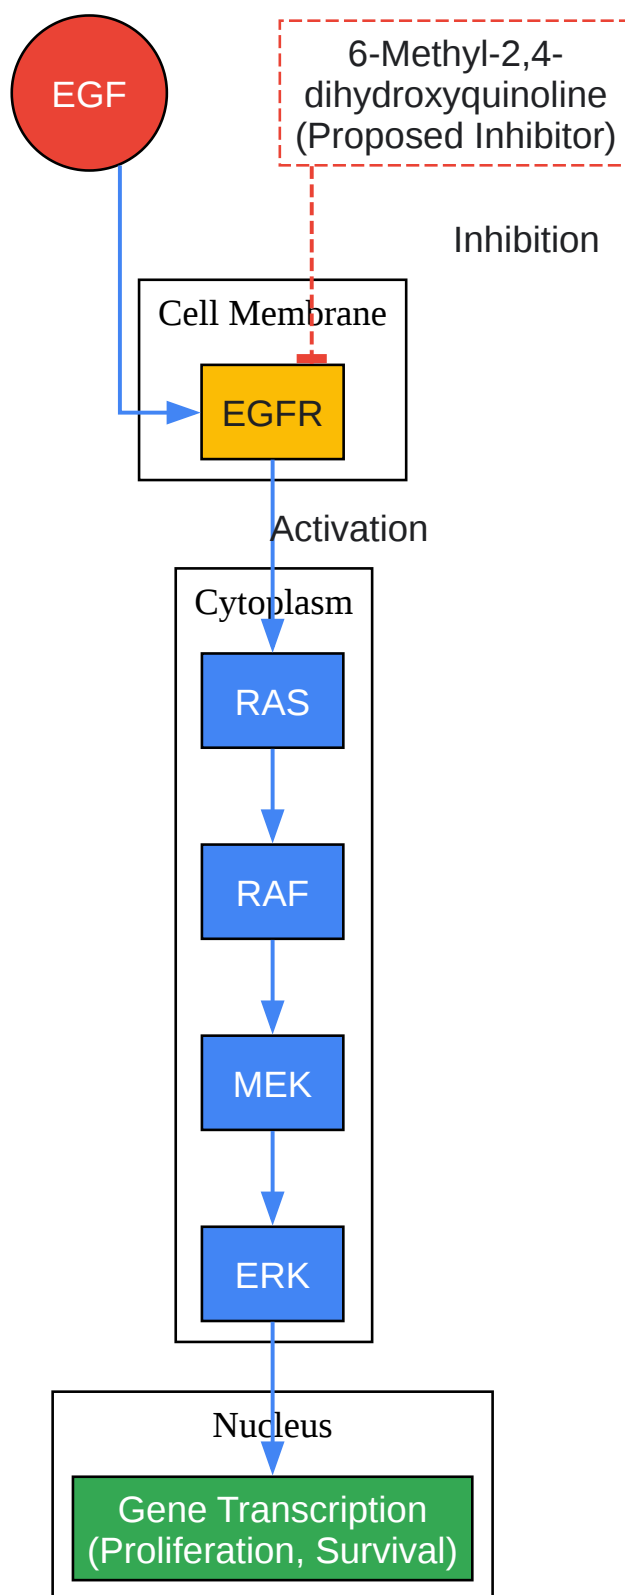 EGF
6-Methyl-2,4-
dihydroxyquinoline
(Proposed Inhibitor)
Inhibition
Cell Membrane
EGFR
Activation
Cytoplasm
RAS
RAF
MEK
ERK
Nucleus
Gene Transcription
(Proliferation, Survival)